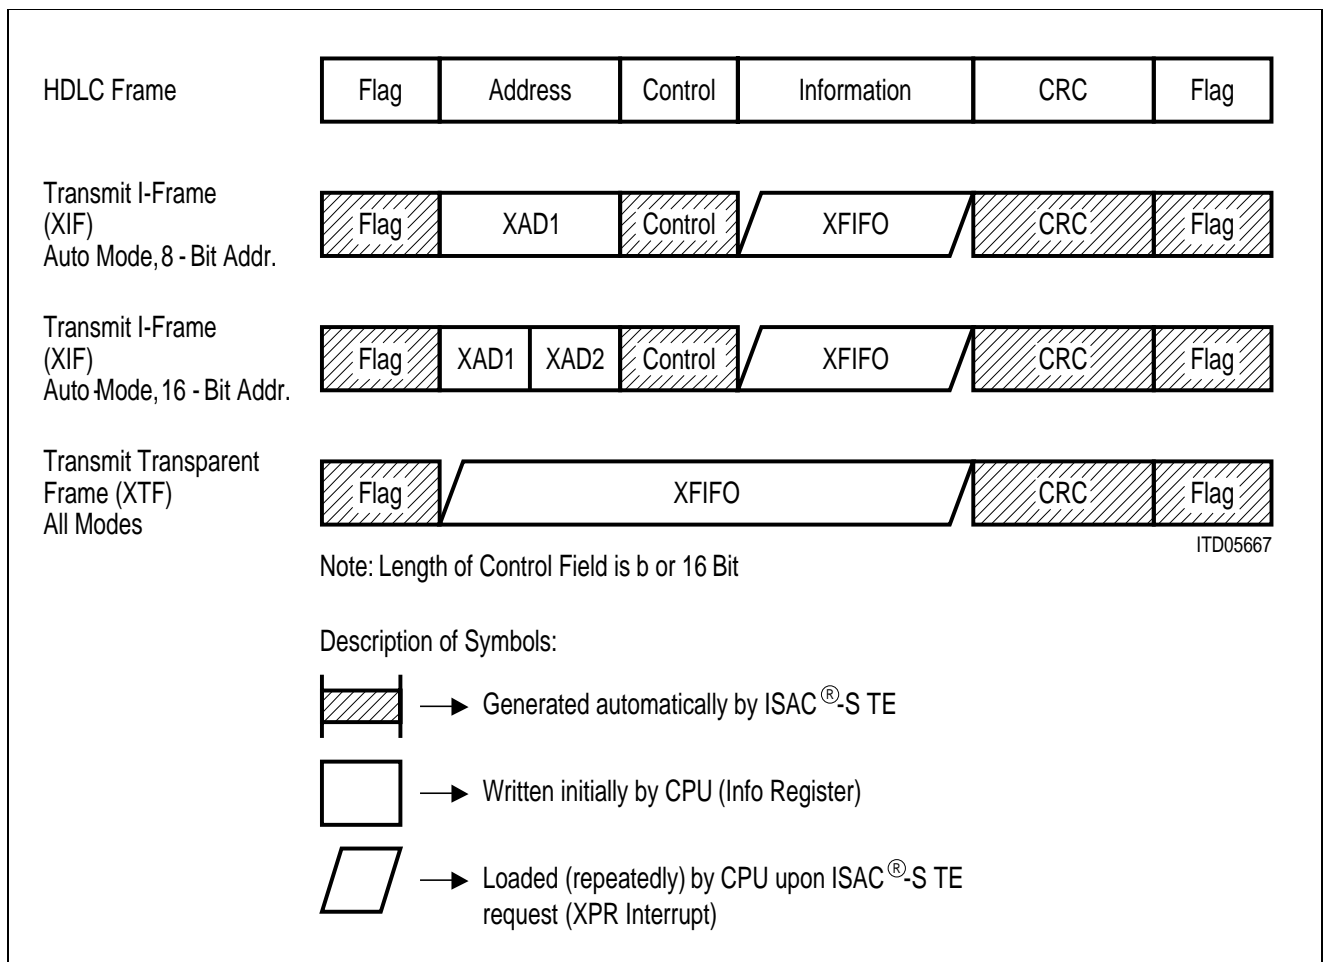 HDLC Frame Flag Address Control Information CRC Flag
Transmit I-Frame
(XIF) Flag XAD1 Control XFIFO CRC Flag
Auto Mode, 8 - Bit Addr.
Transmit I-Frame
(XIF) Flag XAD1 XAD2 Control XFIFO CRC Flag
Auto-Mode, 16 - Bit Addr.
Transmit Transparent
Frame (XTF) Flag XFIFO CRC Flag
All Modes
ITD05667
Note: Length of Control Field is b or 16 Bit
Description of Symbols:
Generated automatically by ISAC®-S TE
Written initially by CPU (Info Register)
Loaded (repeatedly) by CPU upon ISAC®-S TE
request (XPR Interrupt)